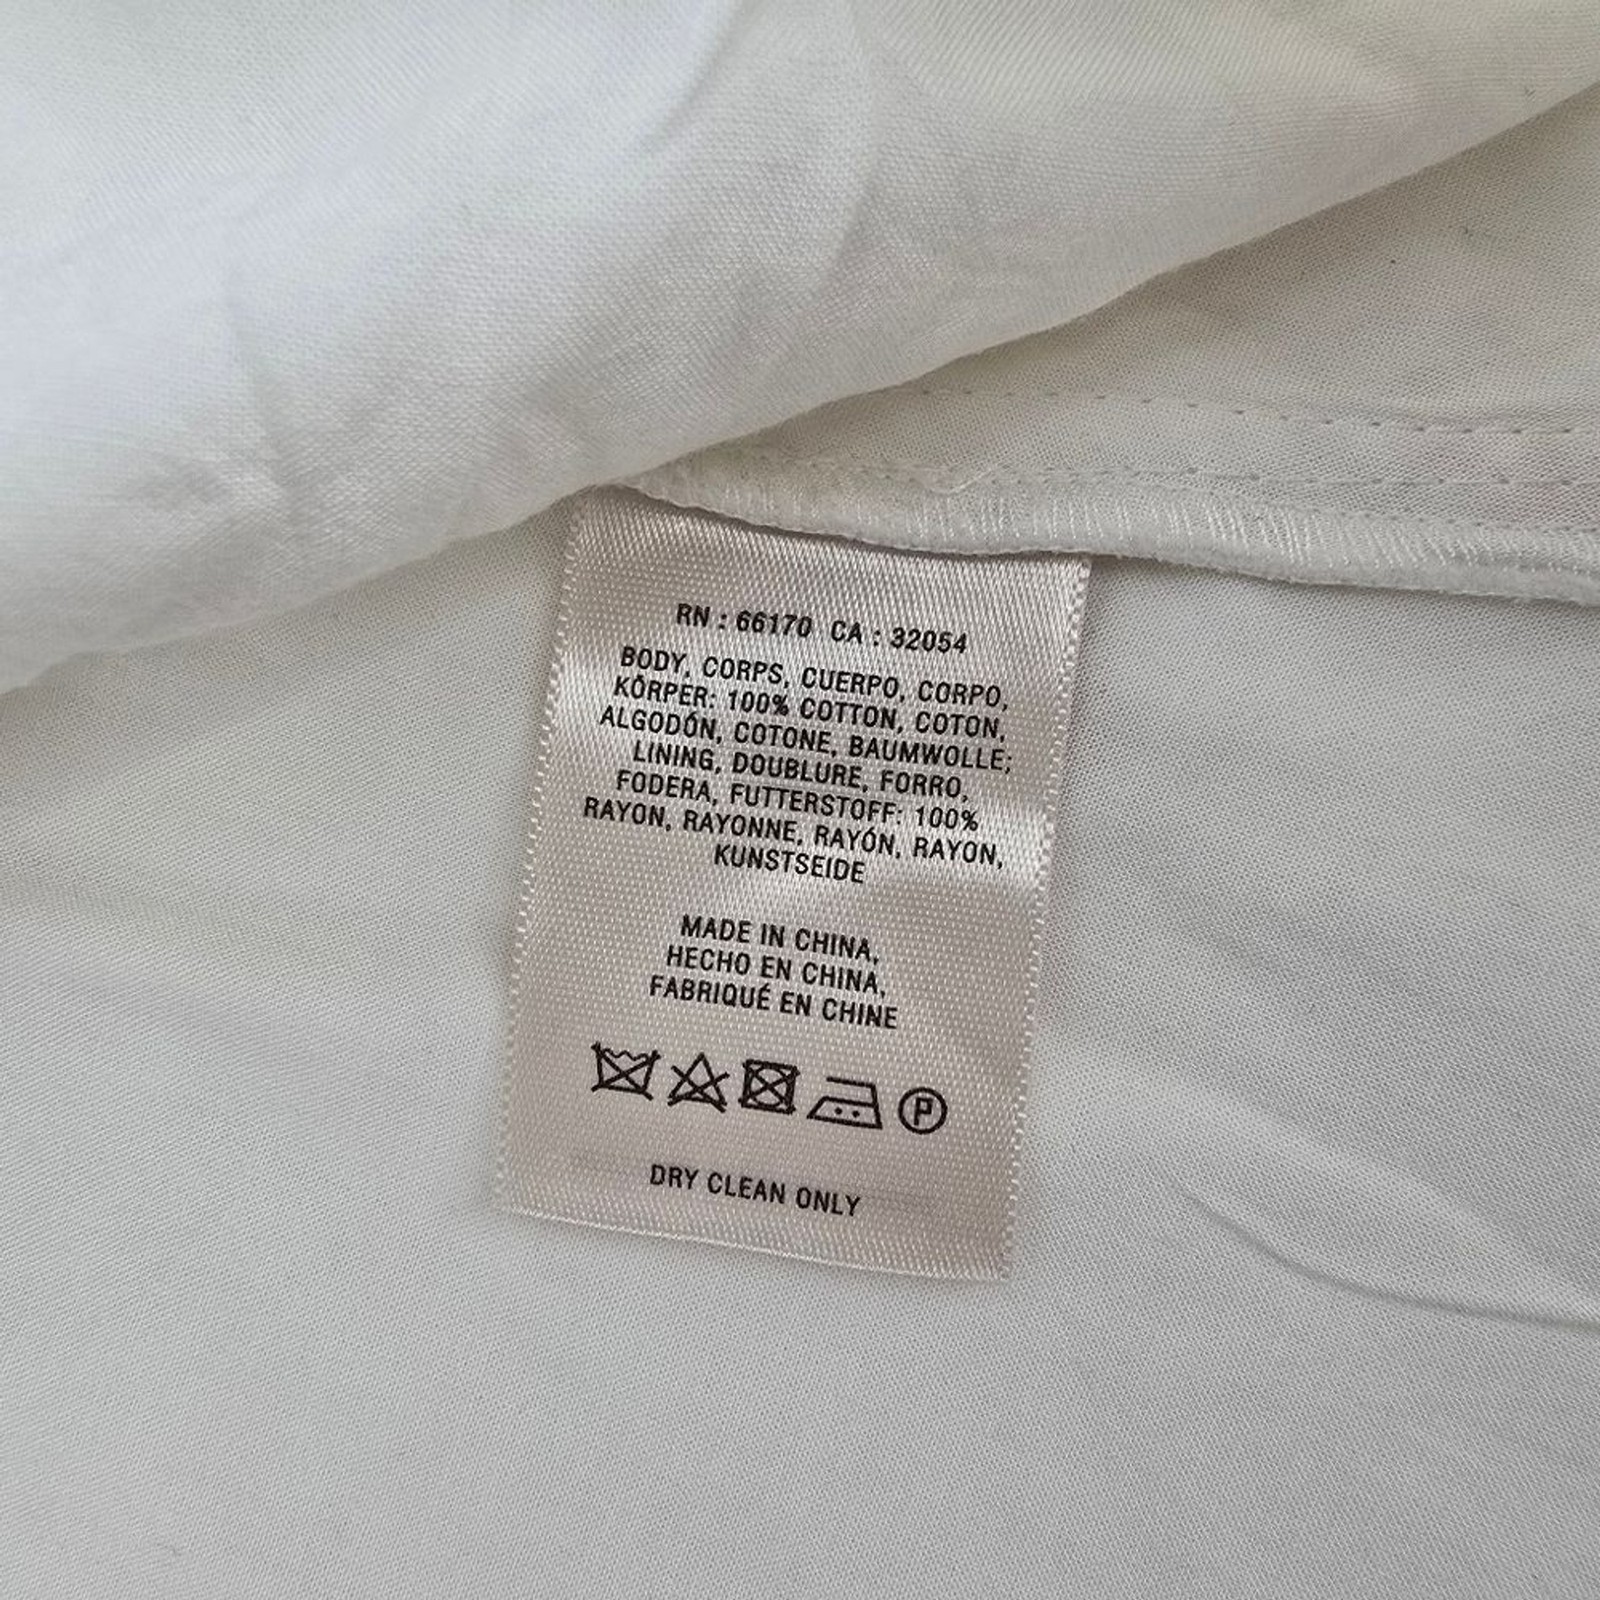 RN : 66170 CA : 32054
BODY, CORPS, CUERPO, CORPO,
KÖRPER: 100% COTTON, COTON,
ALGODÓN, COTONE, BAUMWOLLE;
LINING, DOUBLURE, FORRO,
FODERA, FUTTERSTOFF: 100%
RAYON, RAYONNE, RAYÓN, RAYON,
KUNSTSEIDE
MADE IN CHINA,
HECHO EN CHINA,
FABRIQUÉ EN CHINE
P
DRY CLEAN ONLY